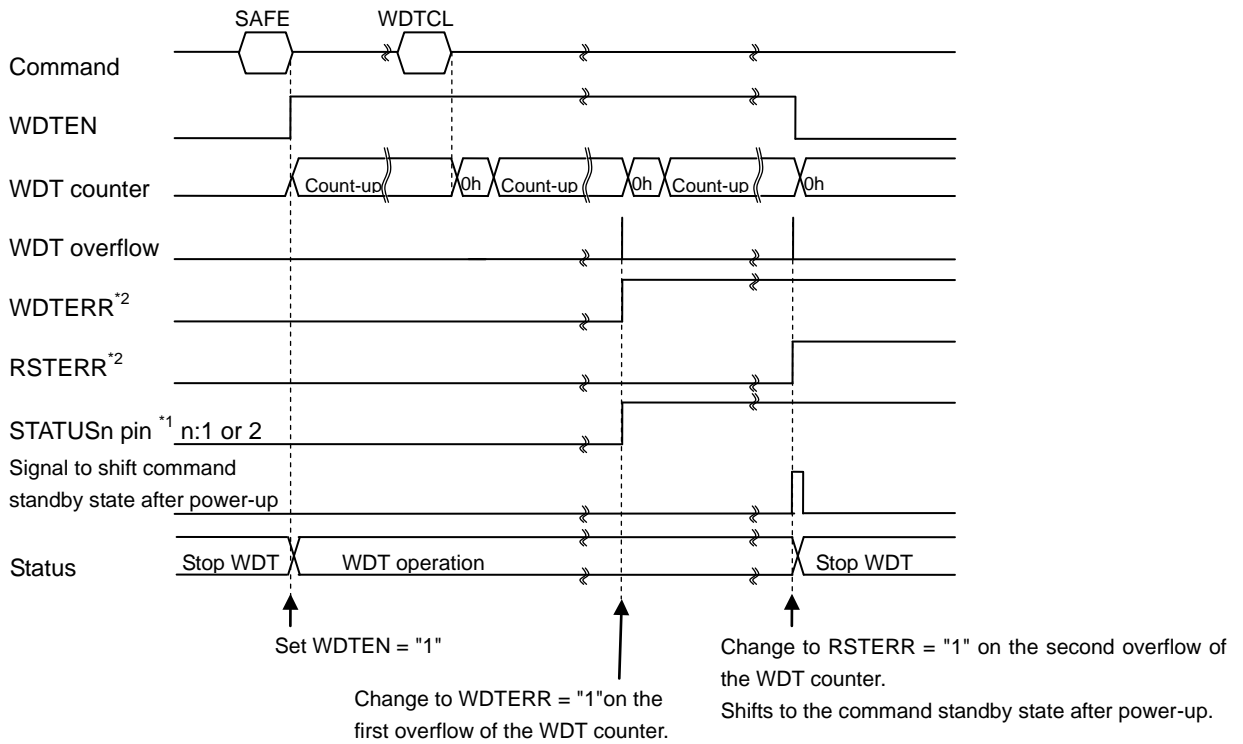 SAFE WDTCL
Command
WDTEN
WDT counter Count-up 0h Count-up 0h Count-up 0h
WDT overflow
WDTERR*2
RSTERR*2
STATUSn pin *1 n:1 or 2
Signal to shift command
standby state after power-up
Status Stop WDT WDT operation Stop WDT
Set WDTEN = "1"
Change to WDTERR = "1"on the
first overflow of the WDT counter.
Change to RSTERR = "1" on the second overflow of
the WDT counter.
Shifts to the command standby state after power-up.